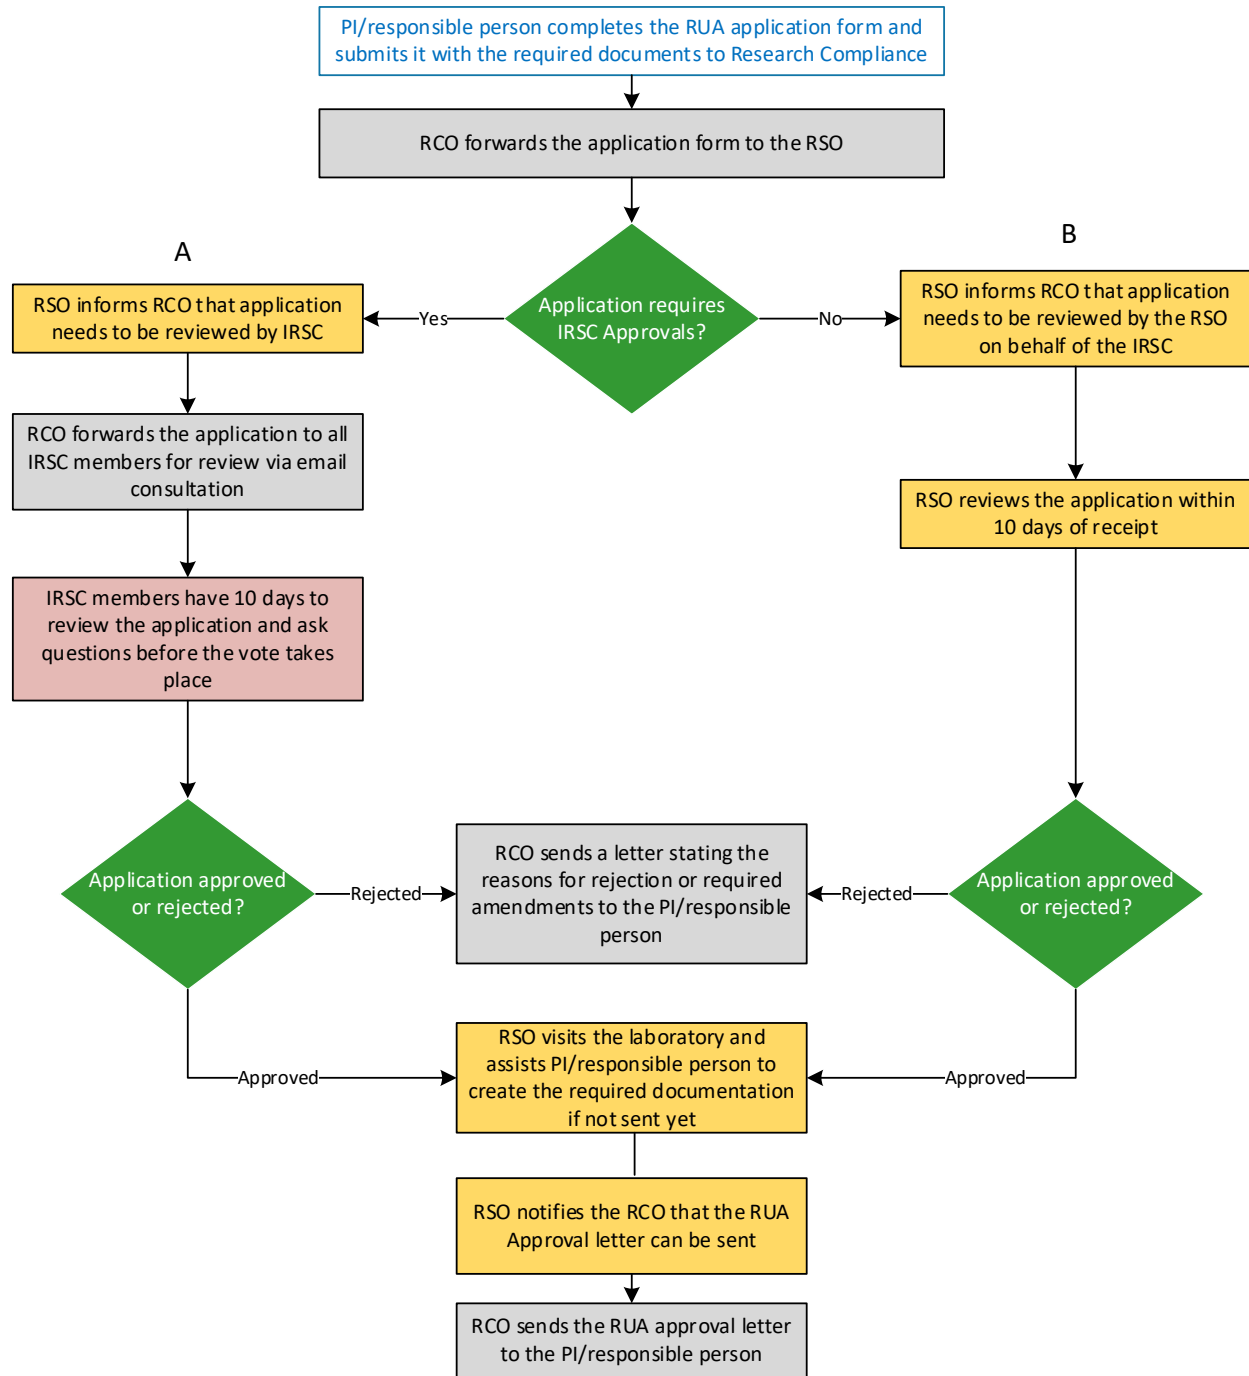 PI/responsible person completes the RUA application form and
submits it with the required documents to Research Compliance
RCO forwards the application form to the RSO
A
B
Application requires
IRSC Approvals?
Yes
No
RSO informs RCO that application
needs to be reviewed by IRSC
RSO informs RCO that application
needs to be reviewed by the RSO
on behalf of the IRSC
RCO forwards the application to all
IRSC members for review via email
consultation
RSO reviews the application within
10 days of receipt
IRSC members have 10 days to
review the application and ask
questions before the vote takes
place
Application approved
or rejected?
Rejected
RCO sends a letter stating the
reasons for rejection or required
amendments to the PI/responsible
person
Rejected
Application approved
or rejected?
Approved
RSO visits the laboratory and
assists PI/responsible person to
create the required documentation
if not sent yet
Approved
RSO notifies the RCO that the RUA
Approval letter can be sent
RCO sends the RUA approval letter
to the PI/responsible person